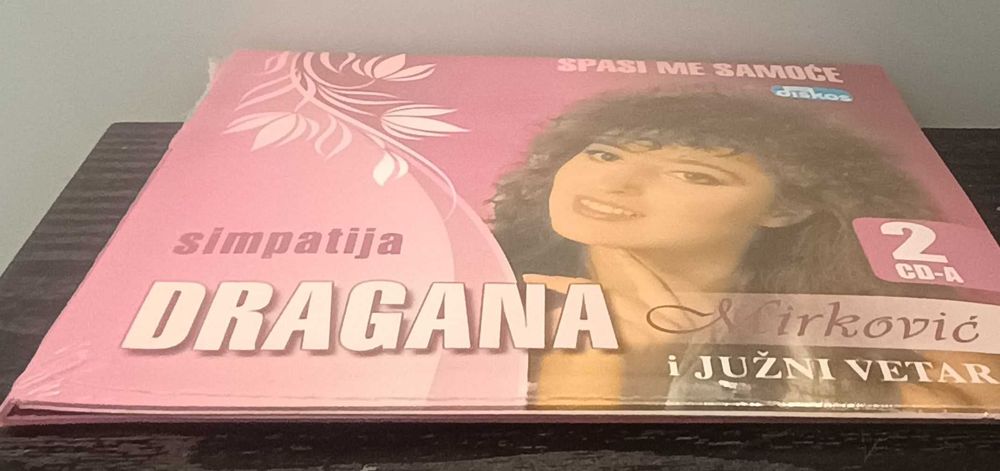 SPASI ME SAMOĆE
diskos
simpatija
2
CD-A
DRAGANA Mirković
i JUŽNI VETAR